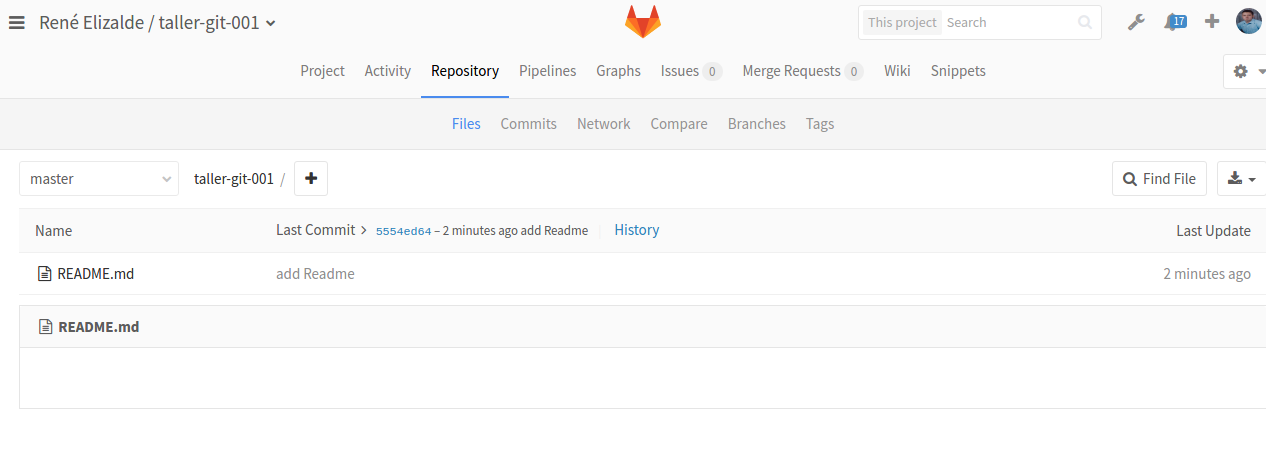 René Elizalde / taller-git-001 This project Search 17
Project Activity Repository Pipelines Graphs Issues 0 Merge Requests 0 Wiki Snippets
Files Commits Network Compare Branches Tags
master taller-git-001 / Find File
Name Last Commit > 5554ed64 – 2 minutes ago add Readme History Last Update
README.md add Readme 2 minutes ago
README.md